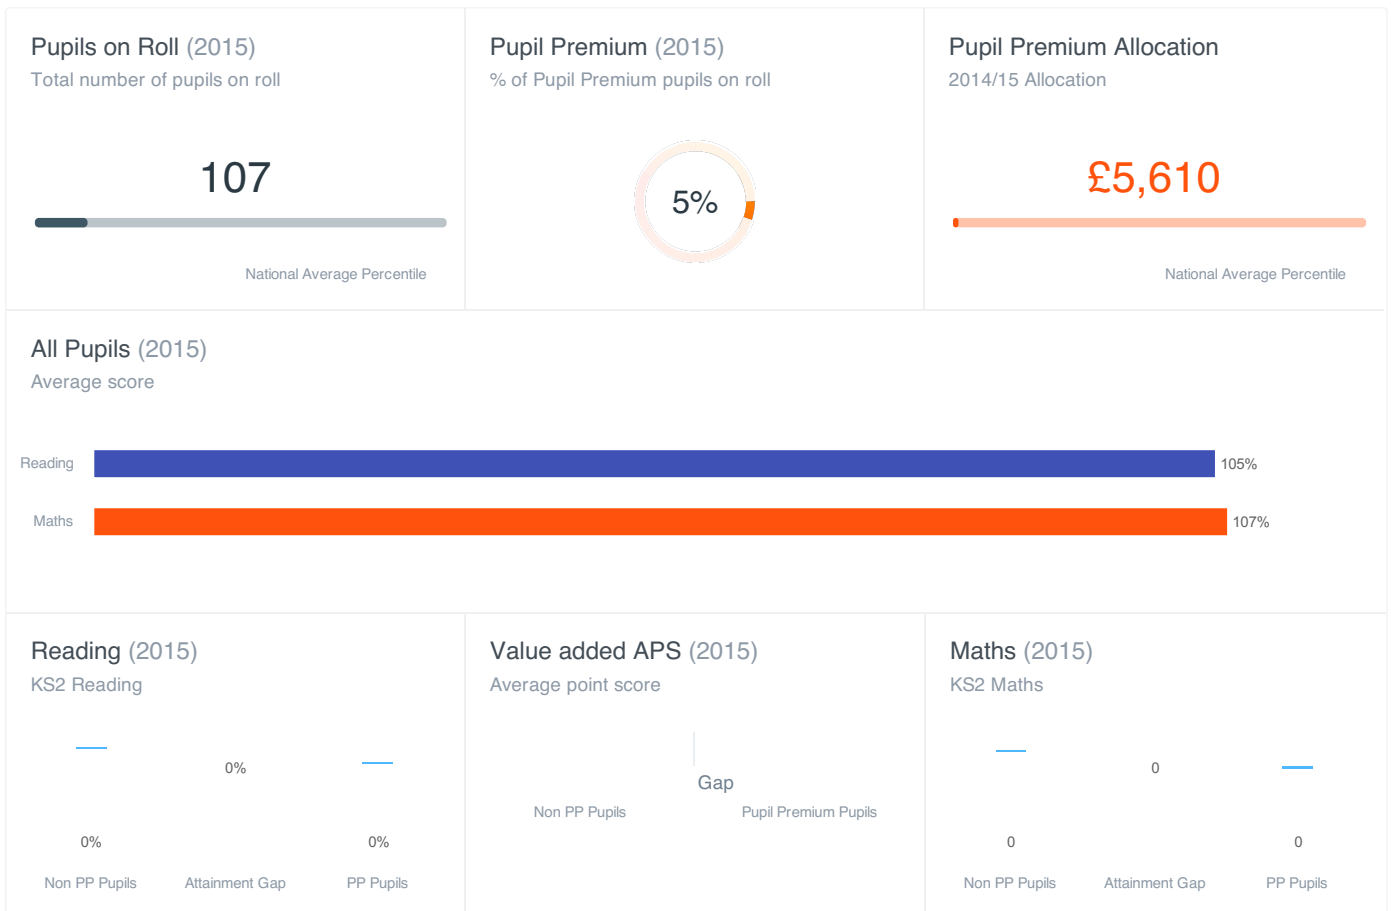 Pupils on Roll (2015)
Total number of pupils on roll
107
National Average Percentile
Pupil Premium (2015)
% of Pupil Premium pupils on roll
5%
Pupil Premium Allocation
2014/15 Allocation
£5,610
National Average Percentile
All Pupils (2015)
Average score
Reading
105%
Maths
107%
Reading (2015)
KS2 Reading
0%
0%
0%
Non PP Pupils
Attainment Gap
PP Pupils
Value added APS (2015)
Average point score
Gap
Non PP Pupils
Pupil Premium Pupils
Maths (2015)
KS2 Maths
0
0
0
Non PP Pupils
Attainment Gap
PP Pupils